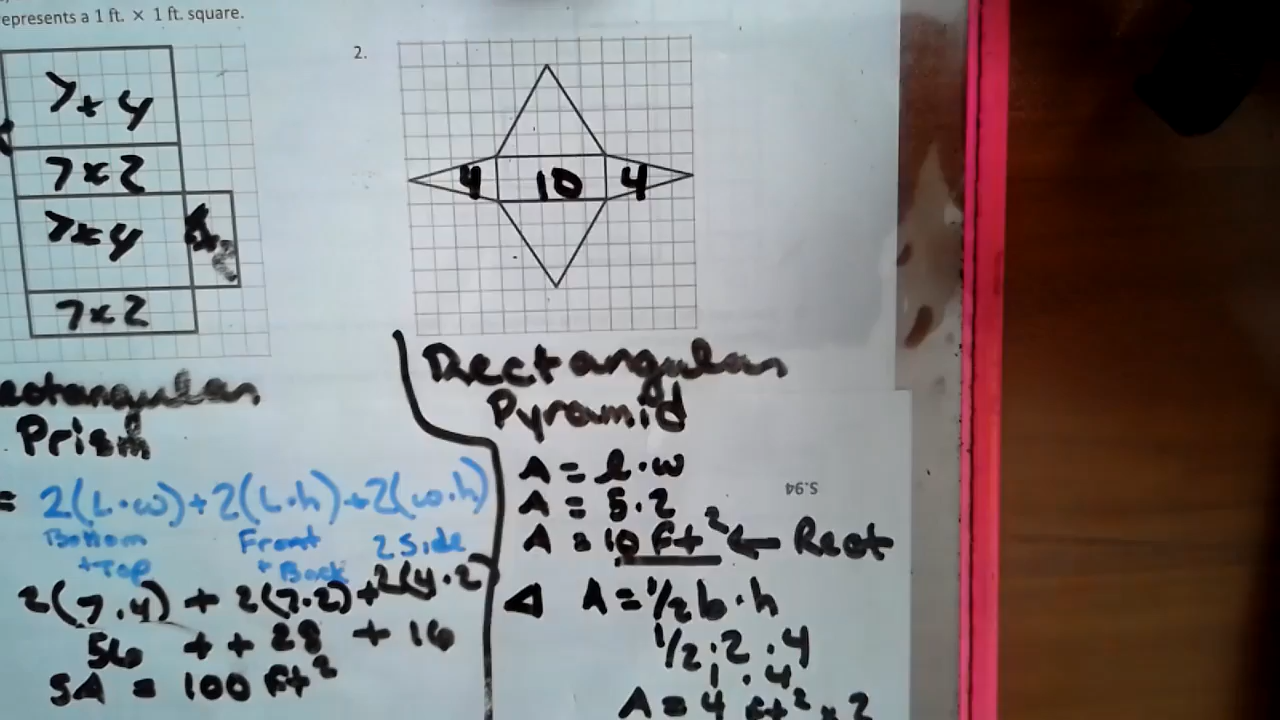 epresents a 1 ft. × 1 ft. square.
7 × 4
7 × 2
7 × 4
7 × 2
2.
4 10 4
ectangular
Prism
= 2(L·w)+2(L·h)+2(w·h)
Bottom Front 2 side
+Top + Back
2(7.4) + 2(7.2)+2(4.2)
56 + + 28 + 16
SA = 100 ft²
Rectangular
Pyramid
A = l·w
A = 5.2
A = 10 ft² ← Rect
◁ A = 1/2 b·h
1/2 · 2 · 4
1 · 4
A = 4 ft² x 2
S.94